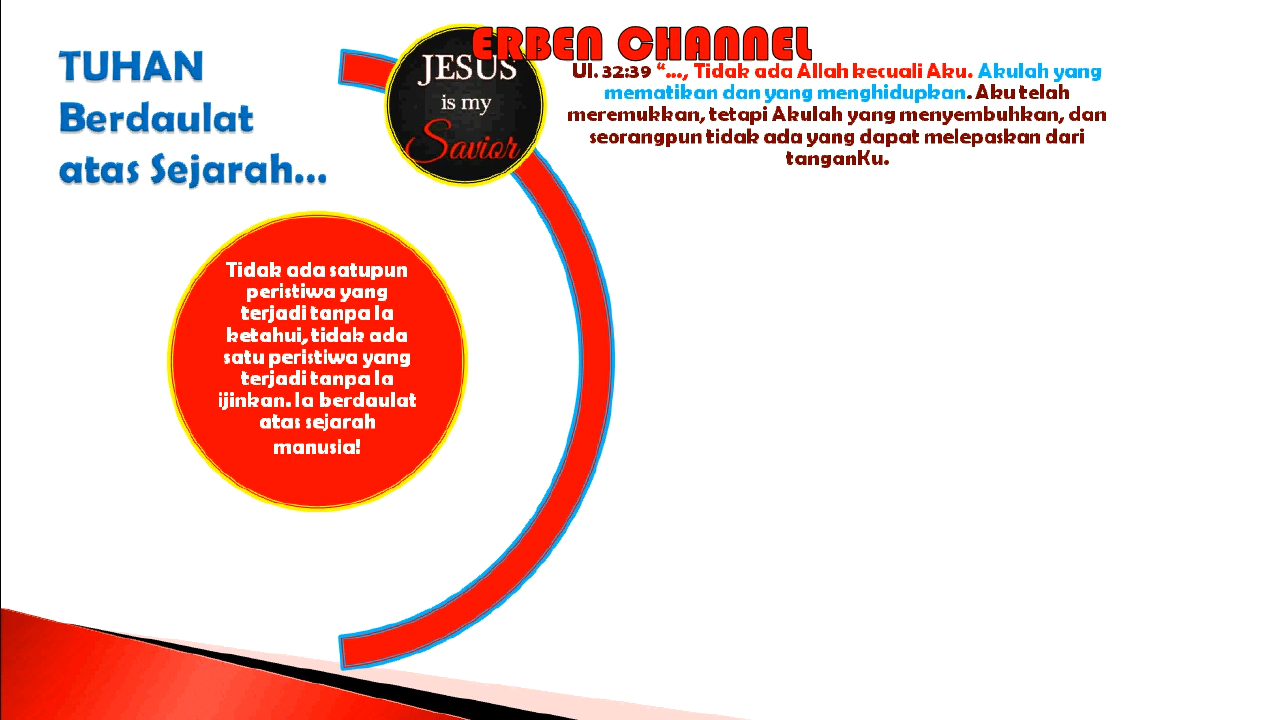 TUHAN
Berdaulat
atas Sejarah...
ERBEN CHANNEL
JESUS
is my
Savior
Ul. 32:39 “..., Tidak ada Allah kecuali Aku. Akulah yang
mematikan dan yang menghidupkan. Aku telah
meremukkan, tetapi Akulah yang menyembuhkan, dan
seorangpun tidak ada yang dapat melepaskan dari
tanganKu.
Tidak ada satupun
peristiwa yang
terjadi tanpa Ia
ketahui, tidak ada
satu peristiwa yang
terjadi tanpa Ia
ijinkan. Ia berdaulat
atas sejarah
manusia!